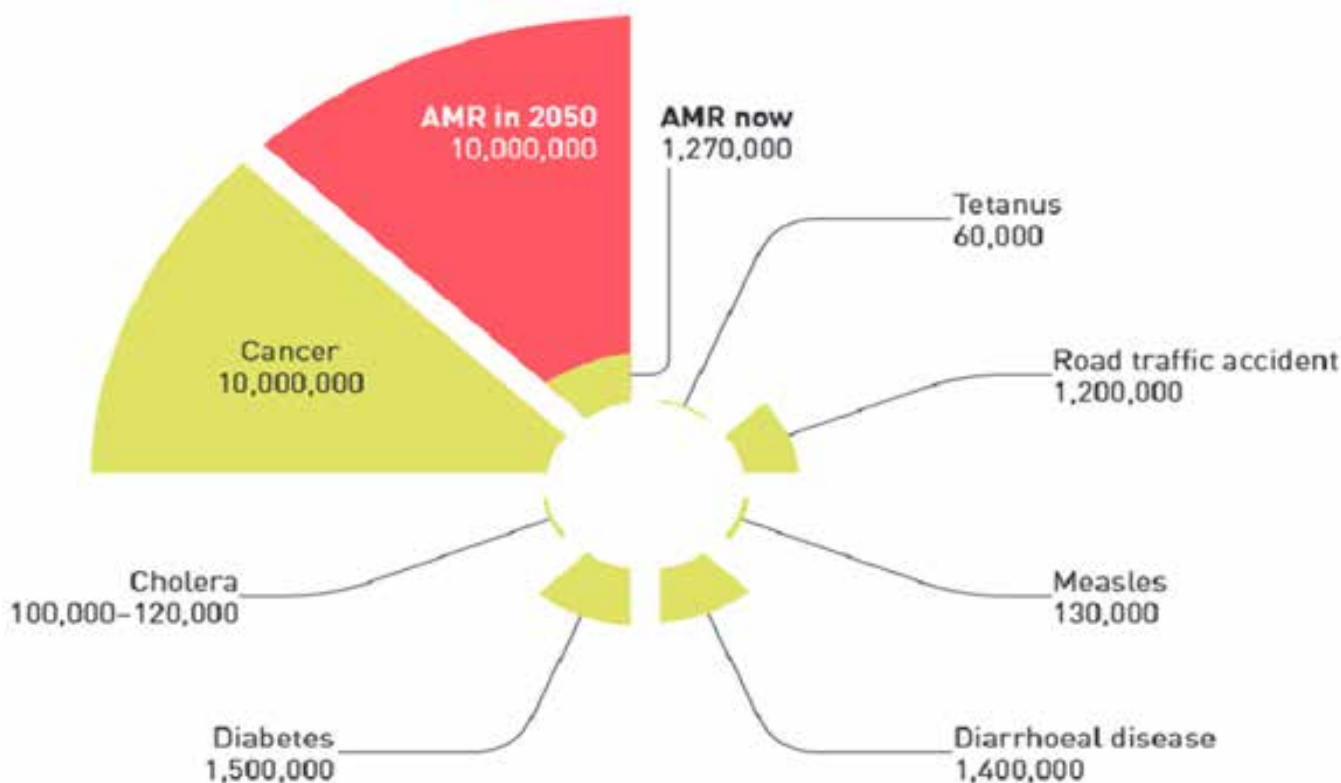 AMR in 2050
10,000,000
AMR now
1,270,000
Tetanus
60,000
Road traffic accident
1,200,000
Cancer
10,000,000
Cholera
100,000–120,000
Measles
130,000
Diabetes
1,500,000
Diarrhoeal disease
1,400,000